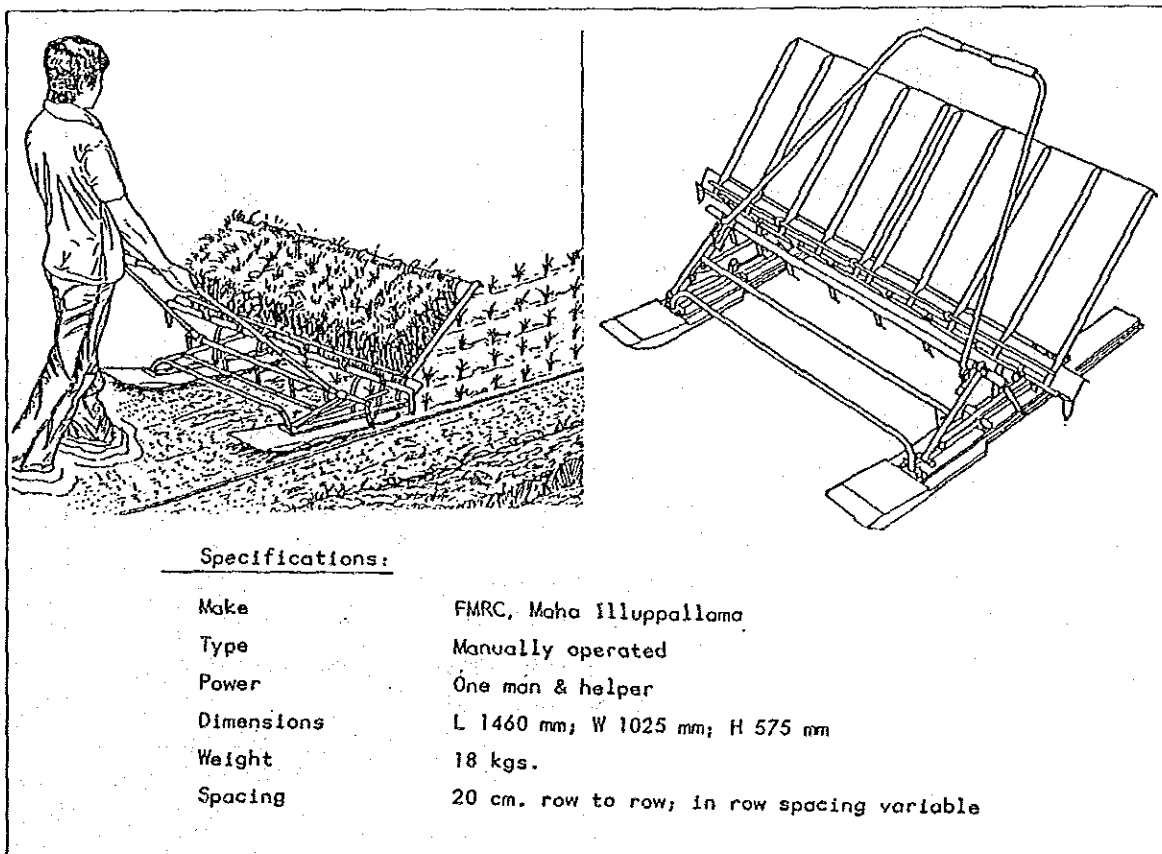 Specifications:
Make FMRC, Maha Illuppallama
Type Manually operated
Power One man & helper
Dimensions L 1460 mm; W 1025 mm; H 575 mm
Weight 18 kgs.
Spacing 20 cm. row to row; in row spacing variable